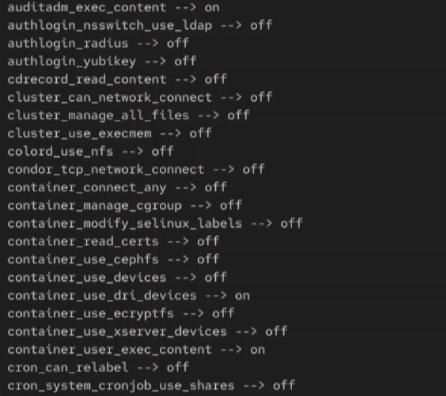 auditadm_exec_content --> on
authlogin_nsswitch_use_ldap --> off
authlogin_radius --> off
authlogin_yubikey --> off
cdrecord_read_content --> off
cluster_can_network_connect --> off
cluster_manage_all_files --> off
cluster_use_execmem --> off
colord_use_nfs --> off
condor_tcp_network_connect --> off
container_connect_any --> off
container_manage_cgroup --> off
container_modify_selinux_labels --> off
container_read_certs --> off
container_use_cephfs --> off
container_use_devices --> off
container_use_dri_devices --> on
container_use_ecryptfs --> off
container_use_xserver_devices --> off
container_user_exec_content --> on
cron_can_relabel --> off
cron_system_cronjob_use_shares --> off